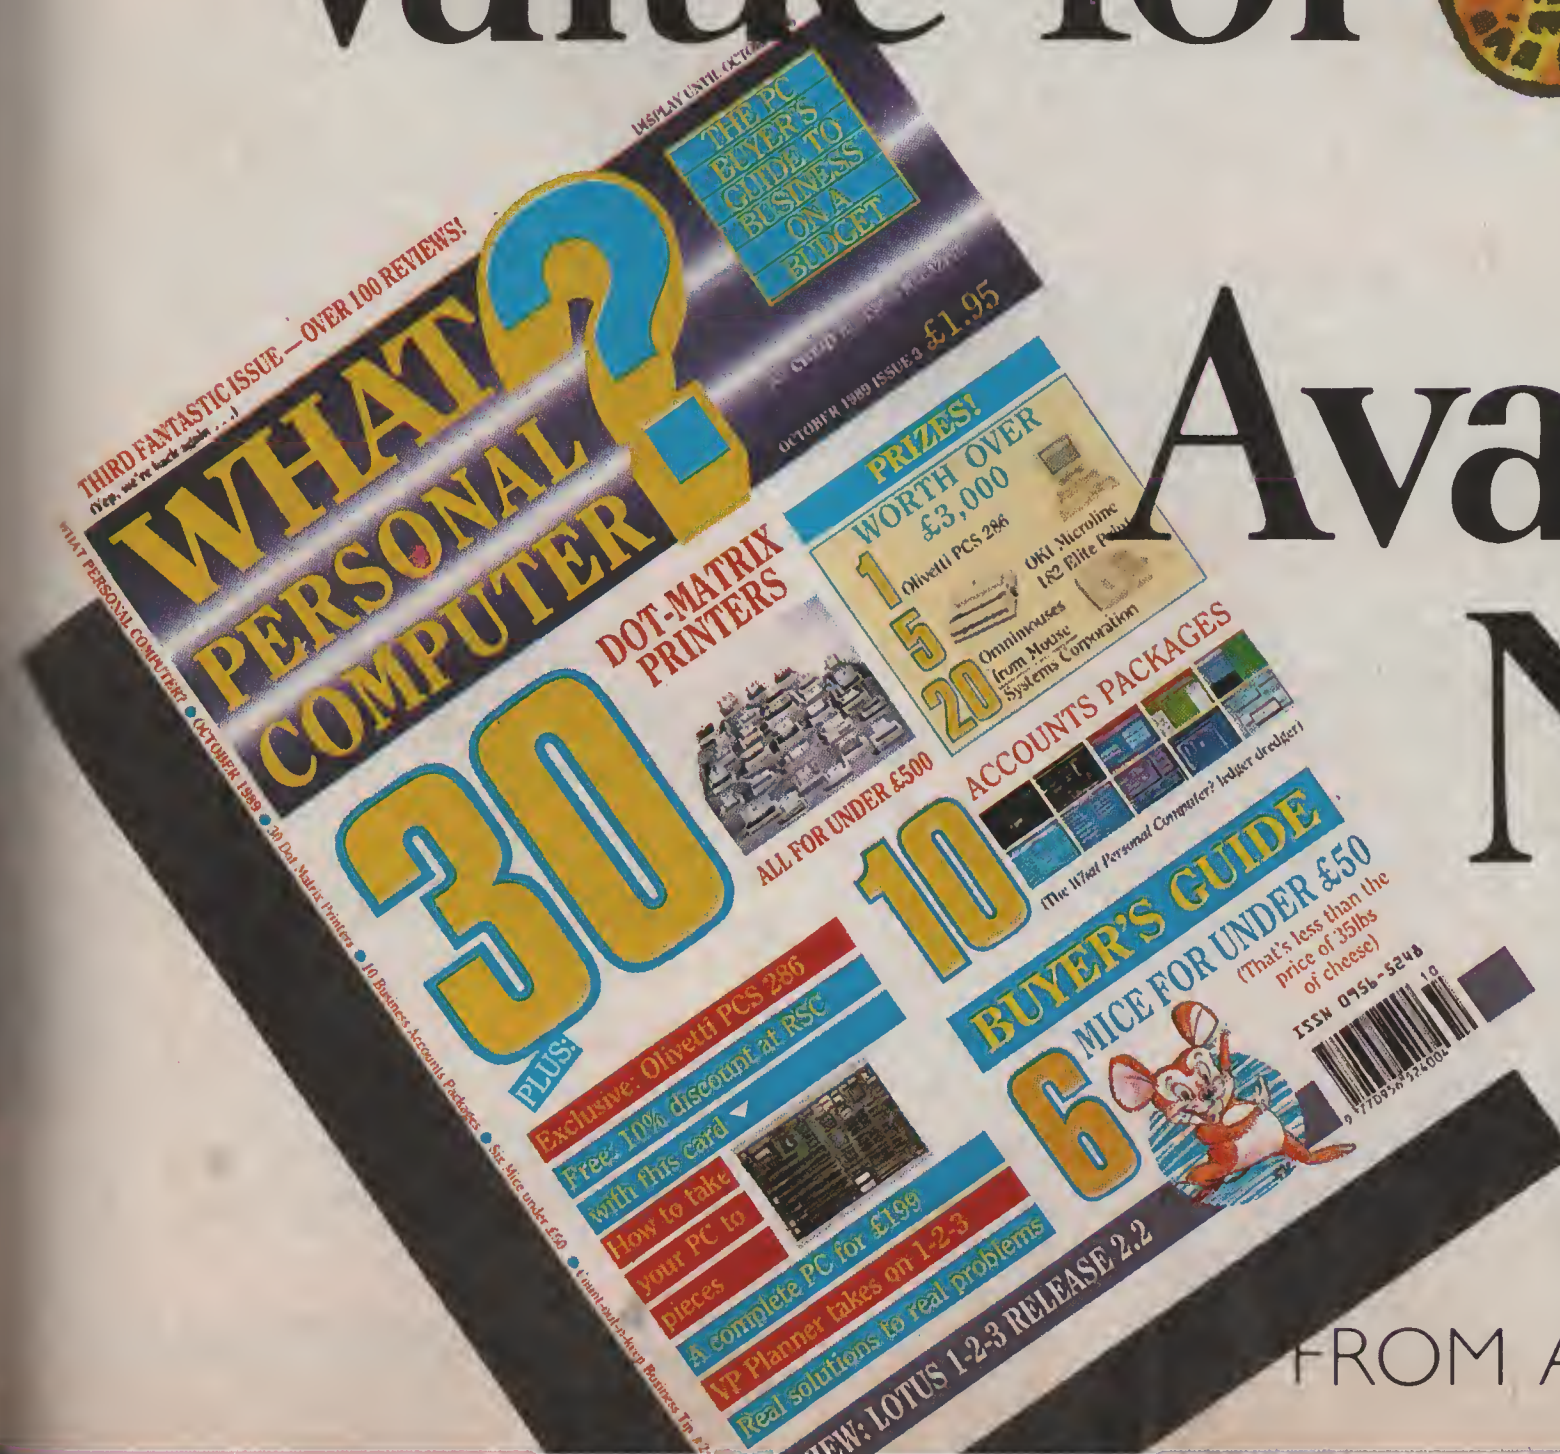 Value for
DISPLAY UNTIL
THE PC
BUYER'S
GUIDE TO
BUSINESS
ON A
BUDGET
THIRD FANTASTIC ISSUE — OVER 100 REVIEWS!
(Yep, we're back again . . .)
WHAT?
PERSONAL
COMPUTER
OCTOBER 1989 ISSUE 3 £1.95
WHAT PERSONAL COMPUTER? ● OCTOBER 1989 ● 30 Dot Matrix Printers ● 10 Business Accounts Packages ● Six Mice under £50 ● Business
PRIZES!
WORTH OVER
£3,000
1 Olivetti PCS 286
5 OKI Microline
182 Elite
20 Omnimouses
from Mouse
Systems Corporation
30
DOT-MATRIX
PRINTERS
ALL FOR UNDER £500
10
ACCOUNTS PACKAGES
(The What Personal Computer? ledger dredger)
BUYER'S GUIDE
6
MICE FOR UNDER £50
(That's less than the
price of 35lbs
of cheese)
ISSN 0956-5248
10
9 770956 524004
PLUS:
Exclusive: Olivetti PCS 286
Free: 10% discount at RSC
with this card
How to take
your PC to
pieces
A complete PC for £199
VP Planner takes on 1-2-3
Real solutions to real problems
LOTUS 1-2-3 RELEASE 2.2
Ava
N
FROM A